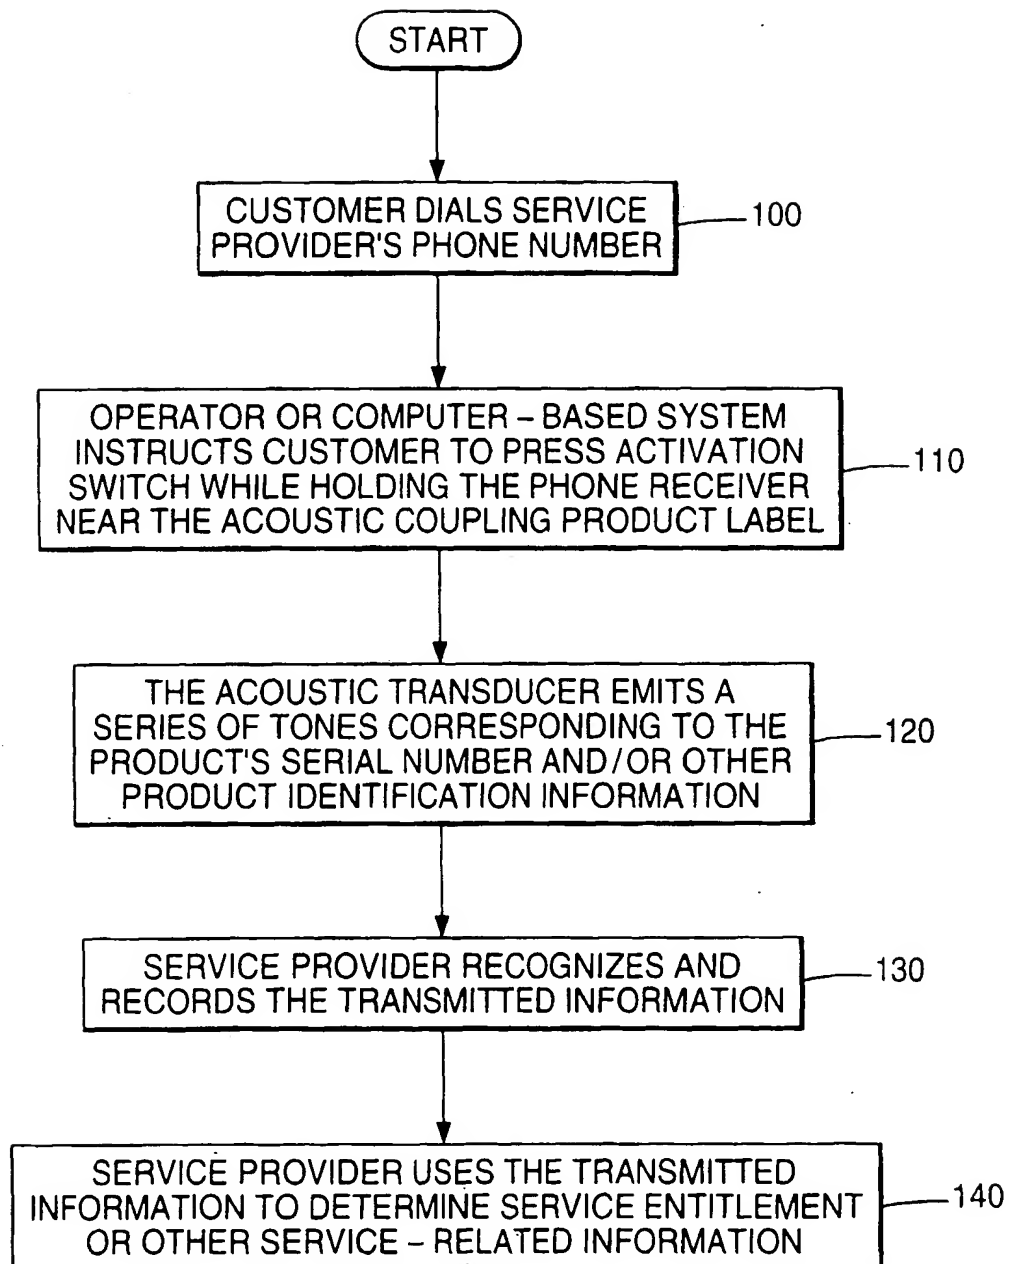 START
CUSTOMER DIALS SERVICE
PROVIDER'S PHONE NUMBER
100
OPERATOR OR COMPUTER – BASED SYSTEM
INSTRUCTS CUSTOMER TO PRESS ACTIVATION
SWITCH WHILE HOLDING THE PHONE RECEIVER
NEAR THE ACOUSTIC COUPLING PRODUCT LABEL
110
THE ACOUSTIC TRANSDUCER EMITS A
SERIES OF TONES CORRESPONDING TO THE
PRODUCT'S SERIAL NUMBER AND/OR OTHER
PRODUCT IDENTIFICATION INFORMATION
120
SERVICE PROVIDER RECOGNIZES AND
RECORDS THE TRANSMITTED INFORMATION
130
SERVICE PROVIDER USES THE TRANSMITTED
INFORMATION TO DETERMINE SERVICE ENTITLEMENT
OR OTHER SERVICE – RELATED INFORMATION
140